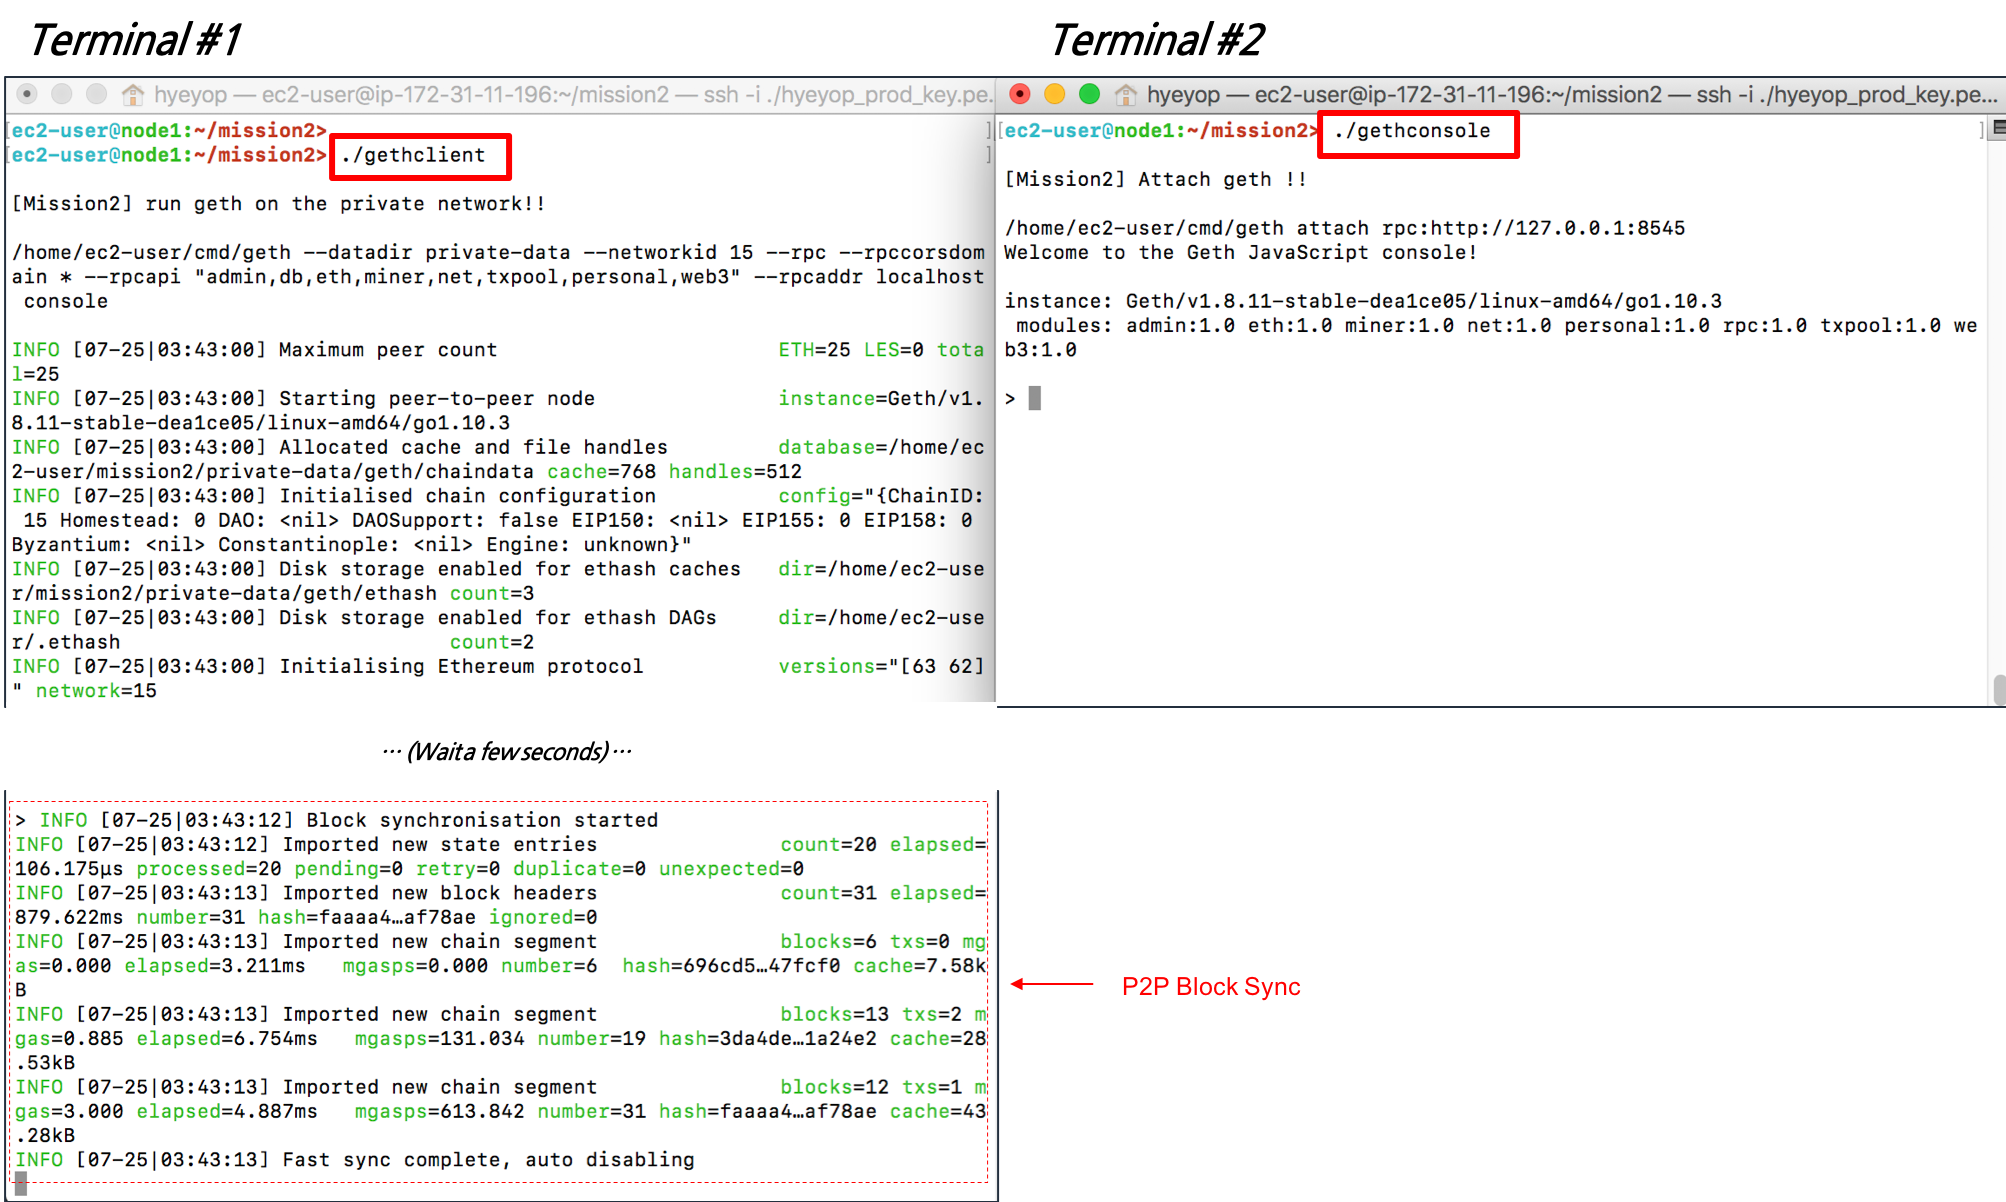 Terminal #1
hyeyop — ec2-user@ip-172-31-11-196:~/mission2 — ssh -i ./hyeyop_prod_key.pe...
[ec2-user@node1:~/mission2> ]
[ec2-user@node1:~/mission2> ./gethclient ]
[Mission2] run geth on the private network!!
/home/ec2-user/cmd/geth --datadir private-data --networkid 15 --rpc --rpccorsdom
ain * --rpcapi "admin,db,eth,miner,net,txpool,personal,web3" --rpcaddr localhost
 console
INFO [07-25|03:43:00] Maximum peer count ETH=25 LES=0 tota
l=25
INFO [07-25|03:43:00] Starting peer-to-peer node instance=Geth/v1.
8.11-stable-dea1ce05/linux-amd64/go1.10.3
INFO [07-25|03:43:00] Allocated cache and file handles database=/home/ec
2-user/mission2/private-data/geth/chaindata cache=768 handles=512
INFO [07-25|03:43:00] Initialised chain configuration config="{ChainID:
 15 Homestead: 0 DAO: <nil> DAOSupport: false EIP150: <nil> EIP155: 0 EIP158: 0
Byzantium: <nil> Constantinople: <nil> Engine: unknown}"
INFO [07-25|03:43:00] Disk storage enabled for ethash caches dir=/home/ec2-use
r/mission2/private-data/geth/ethash count=3
INFO [07-25|03:43:00] Disk storage enabled for ethash DAGs dir=/home/ec2-use
r/.ethash count=2
INFO [07-25|03:43:00] Initialising Ethereum protocol versions="[63 62]
" network=15
··· (Wait a few seconds) ···
> INFO [07-25|03:43:12] Block synchronisation started
INFO [07-25|03:43:12] Imported new state entries count=20 elapsed=
106.175µs processed=20 pending=0 retry=0 duplicate=0 unexpected=0
INFO [07-25|03:43:13] Imported new block headers count=31 elapsed=
879.622ms number=31 hash=faaaa4…af78ae ignored=0
INFO [07-25|03:43:13] Imported new chain segment blocks=6 txs=0 mg
as=0.000 elapsed=3.211ms mgasps=0.000 number=6 hash=696cd5…47fcf0 cache=7.58k
B
INFO [07-25|03:43:13] Imported new chain segment blocks=13 txs=2 m
gas=0.885 elapsed=6.754ms mgasps=131.034 number=19 hash=3da4de…1a24e2 cache=28
.53kB
INFO [07-25|03:43:13] Imported new chain segment blocks=12 txs=1 m
gas=3.000 elapsed=4.887ms mgasps=613.842 number=31 hash=faaaa4…af78ae cache=43
.28kB
INFO [07-25|03:43:13] Fast sync complete, auto disabling
P2P Block Sync
Terminal #2
hyeyop — ec2-user@ip-172-31-11-196:~/mission2 — ssh -i ./hyeyop_prod_key.pe...
[ec2-user@node1:~/mission2> ./gethconsole ]
[Mission2] Attach geth !!
/home/ec2-user/cmd/geth attach rpc:http://127.0.0.1:8545
Welcome to the Geth JavaScript console!
instance: Geth/v1.8.11-stable-dea1ce05/linux-amd64/go1.10.3
 modules: admin:1.0 eth:1.0 miner:1.0 net:1.0 personal:1.0 rpc:1.0 txpool:1.0 we
b3:1.0
>